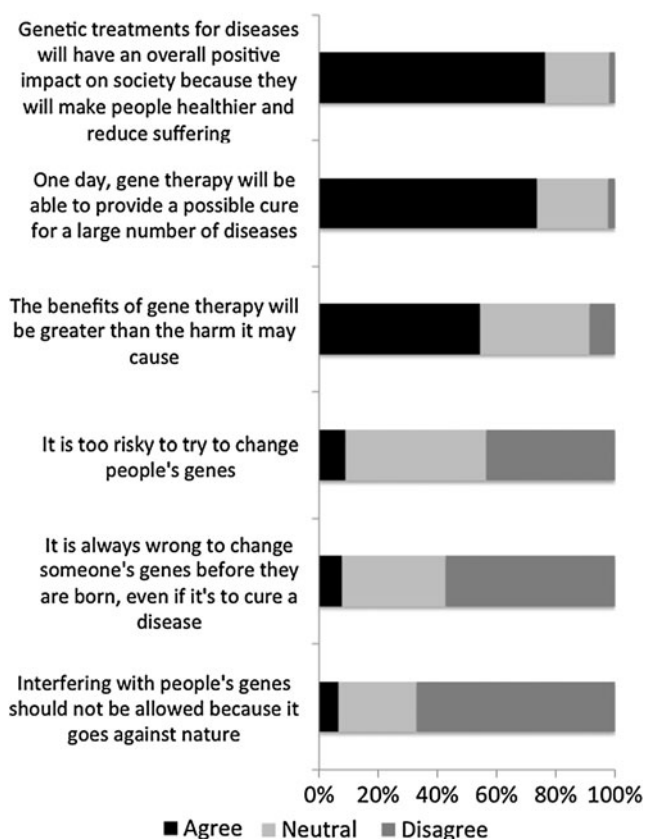 Genetic treatments for diseases
will have an overall positive
impact on society because they
will make people healthier and
reduce suffering
One day, gene therapy will be
able to provide a possible cure
for a large number of diseases
The benefits of gene therapy will
be greater than the harm it may
cause
It is too risky to try to change
people's genes
It is always wrong to change
someone's genes before they
are born, even if it's to cure a
disease
Interfering with people's genes
should not be allowed because it
goes against nature
0% 20% 40% 60% 80% 100%
Agree Neutral Disagree